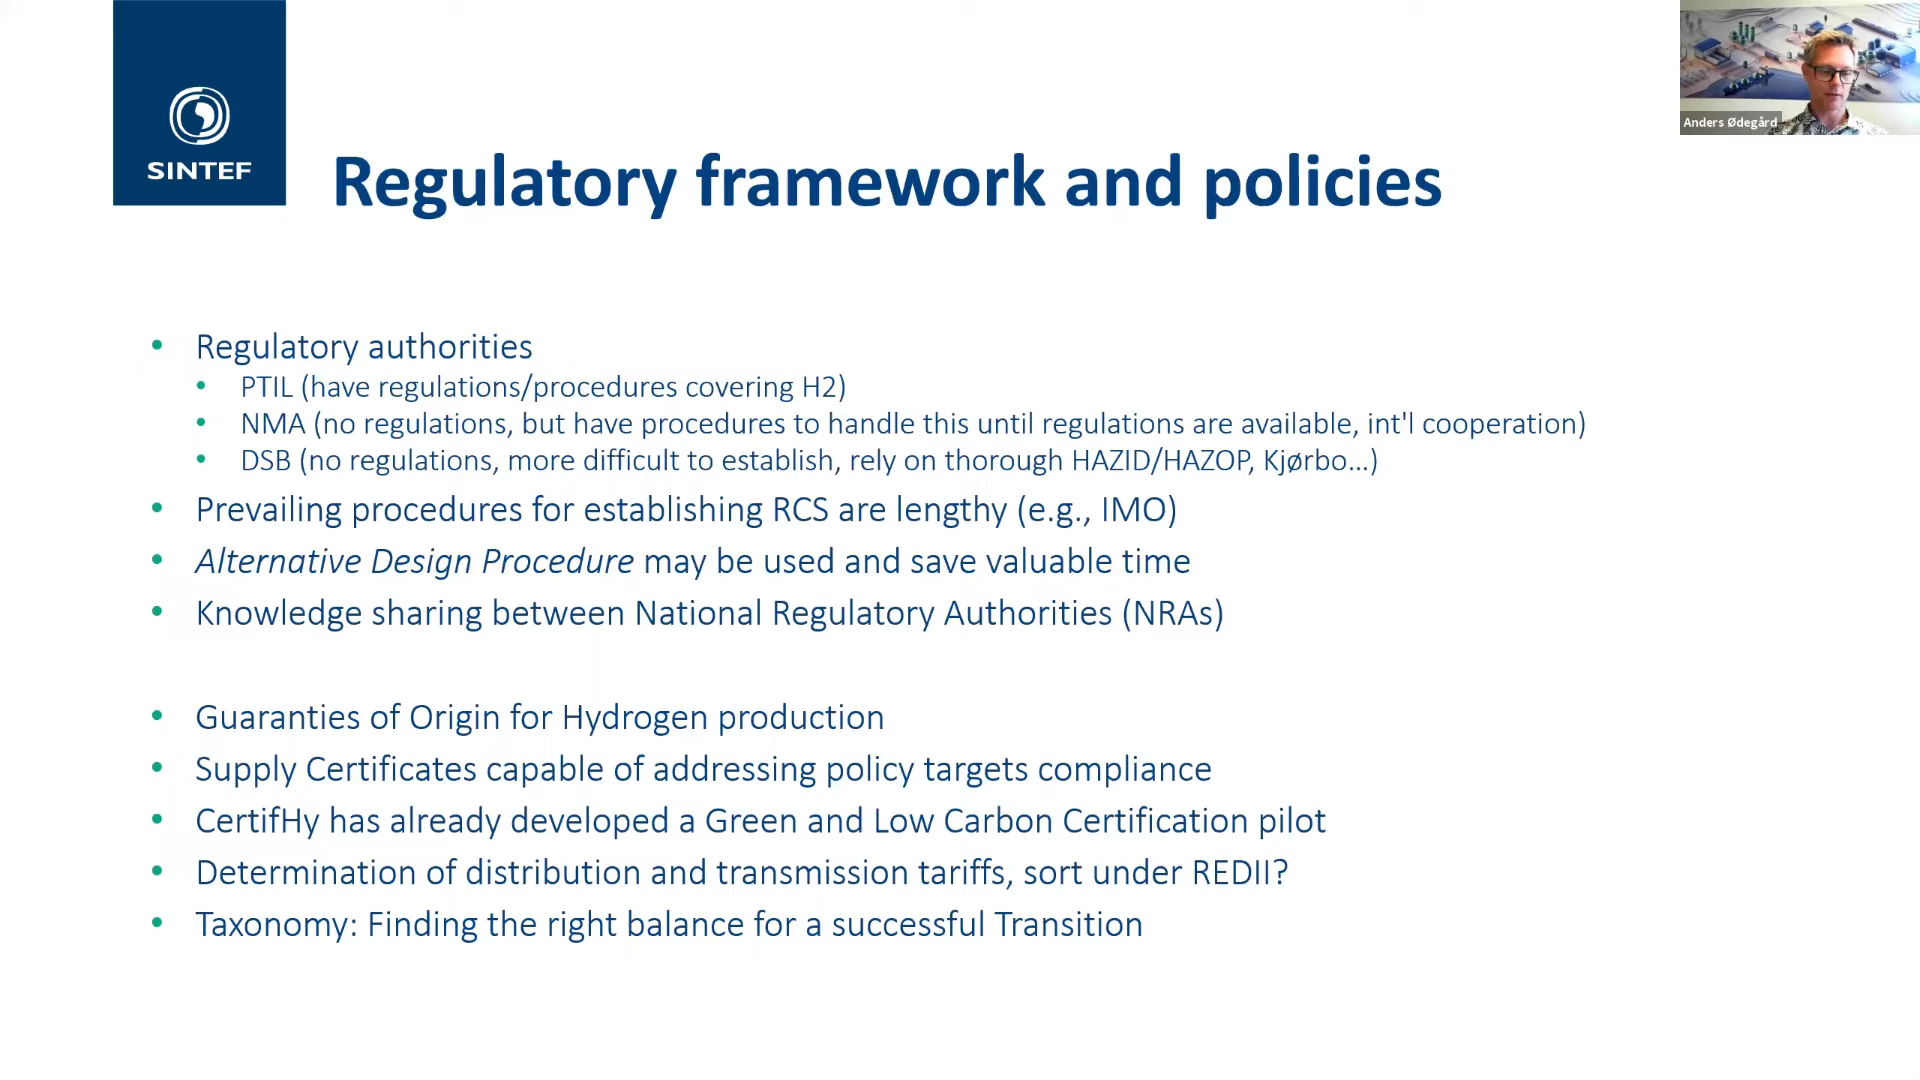 SINTEF
Regulatory framework and policies
Anders Ødegård
• Regulatory authorities
• PTIL (have regulations/procedures covering H2)
• NMA (no regulations, but have procedures to handle this until regulations are available, int'l cooperation)
• DSB (no regulations, more difficult to establish, rely on thorough HAZID/HAZOP, Kjørbo...)
• Prevailing procedures for establishing RCS are lengthy (e.g., IMO)
• Alternative Design Procedure may be used and save valuable time
• Knowledge sharing between National Regulatory Authorities (NRAs)
• Guaranties of Origin for Hydrogen production
• Supply Certificates capable of addressing policy targets compliance
• CertifHy has already developed a Green and Low Carbon Certification pilot
• Determination of distribution and transmission tariffs, sort under REDII?
• Taxonomy: Finding the right balance for a successful Transition